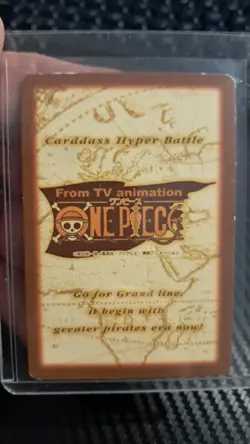 Carddass Hyper Battle
From TV animation
ワンピース
ONE PIECE
Go for Grand line,
it begin with
greater pirates era now!